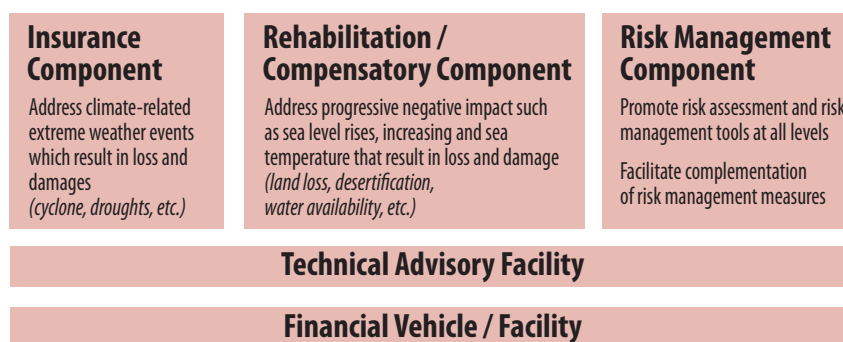 Insurance
Component
Address climate-related
extreme weather events
which result in loss and
damages
(cyclone, droughts, etc.)
Rehabilitation /
Compensatory Component
Address progressive negative impact such
as sea level rises, increasing and sea
temperature that result in loss and damage
(land loss, desertification,
water availability, etc.)
Risk Management
Component
Promote risk assessment and risk
management tools at all levels
Facilitate complementation
of risk management measures
Technical Advisory Facility
Financial Vehicle / Facility